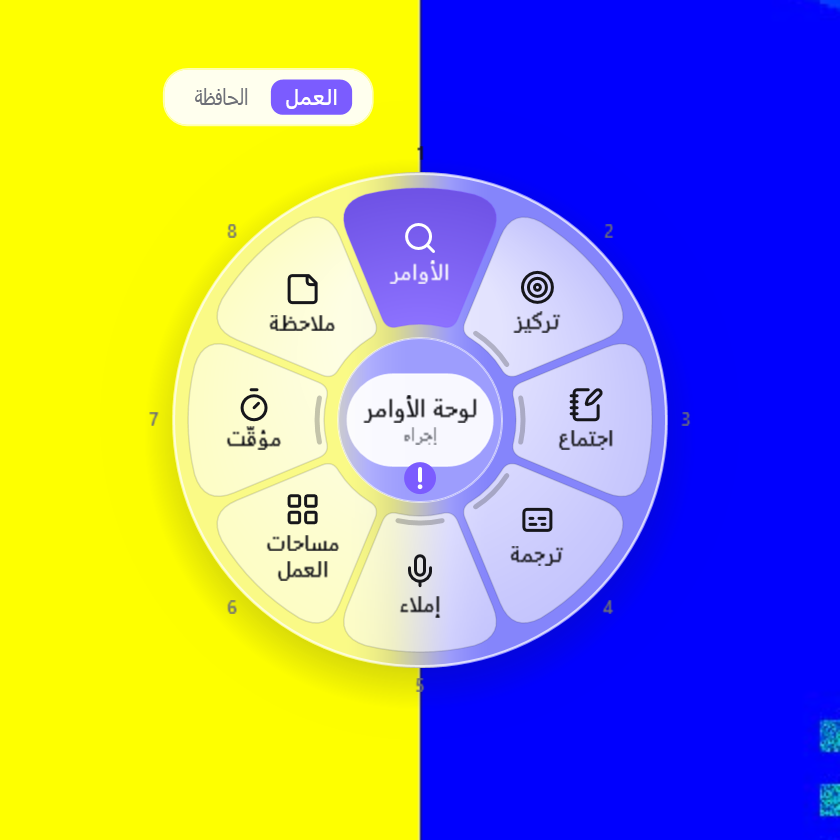 العمل
الحافظة
1
الأوامر
2
تركيز
3
اجتماع
4
ترجمة
5
إملاء
6
مساحات
العمل
7
مؤقّت
8
ملاحظة
لوحة الأوامر
إجراء
!